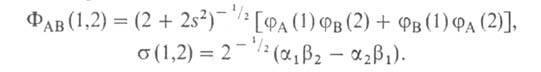 Φ_AB (1,2) = (2 + 2s²)^{−1/2} [φ_A (1) φ_B (2) + φ_B (1) φ_A (2)],
σ (1,2) = 2^{−1/2} (α₁β₂ − α₂β₁).